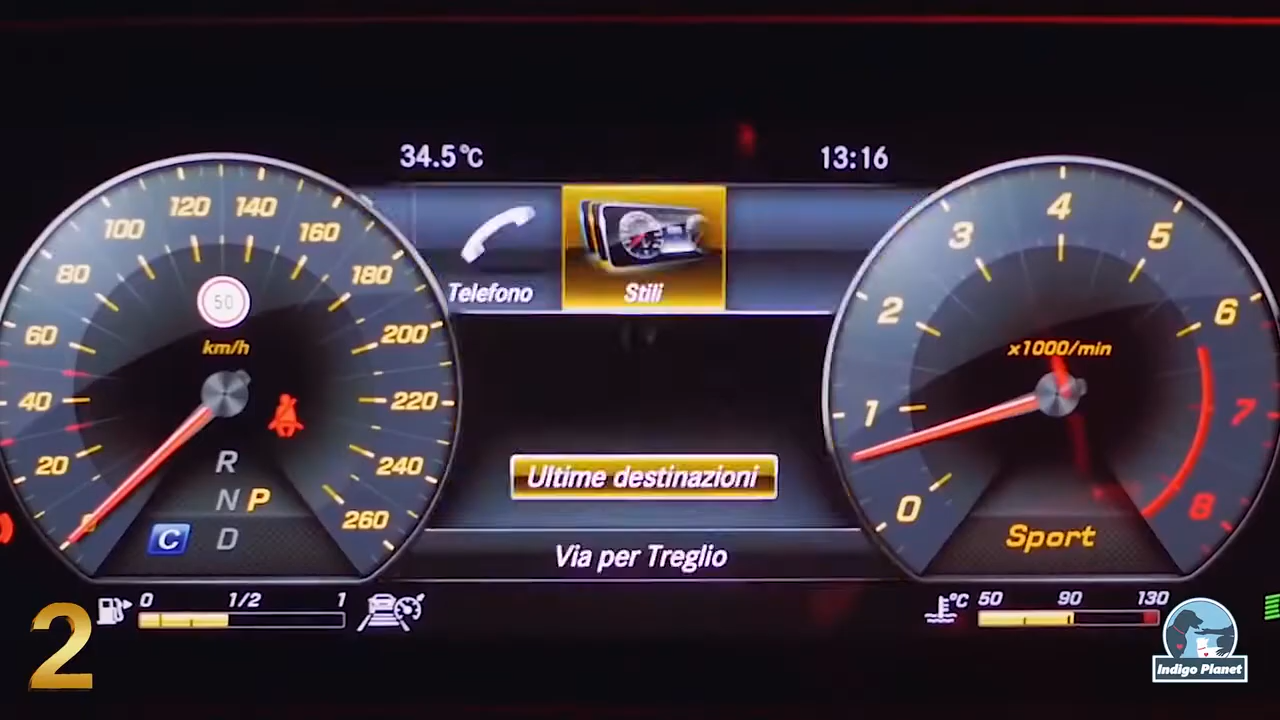 34.5°C
13:16
Telefono
Stili
0
20
40
60
80
100
120
140
160
180
200
220
240
260
50
km/h
R
N P
C D
Ultime destinazioni
Via per Treglio
0
1
2
3
4
5
6
7
8
x1000/min
Sport
0 1/2 1
°C 50 90 130
2
Indigo Planet